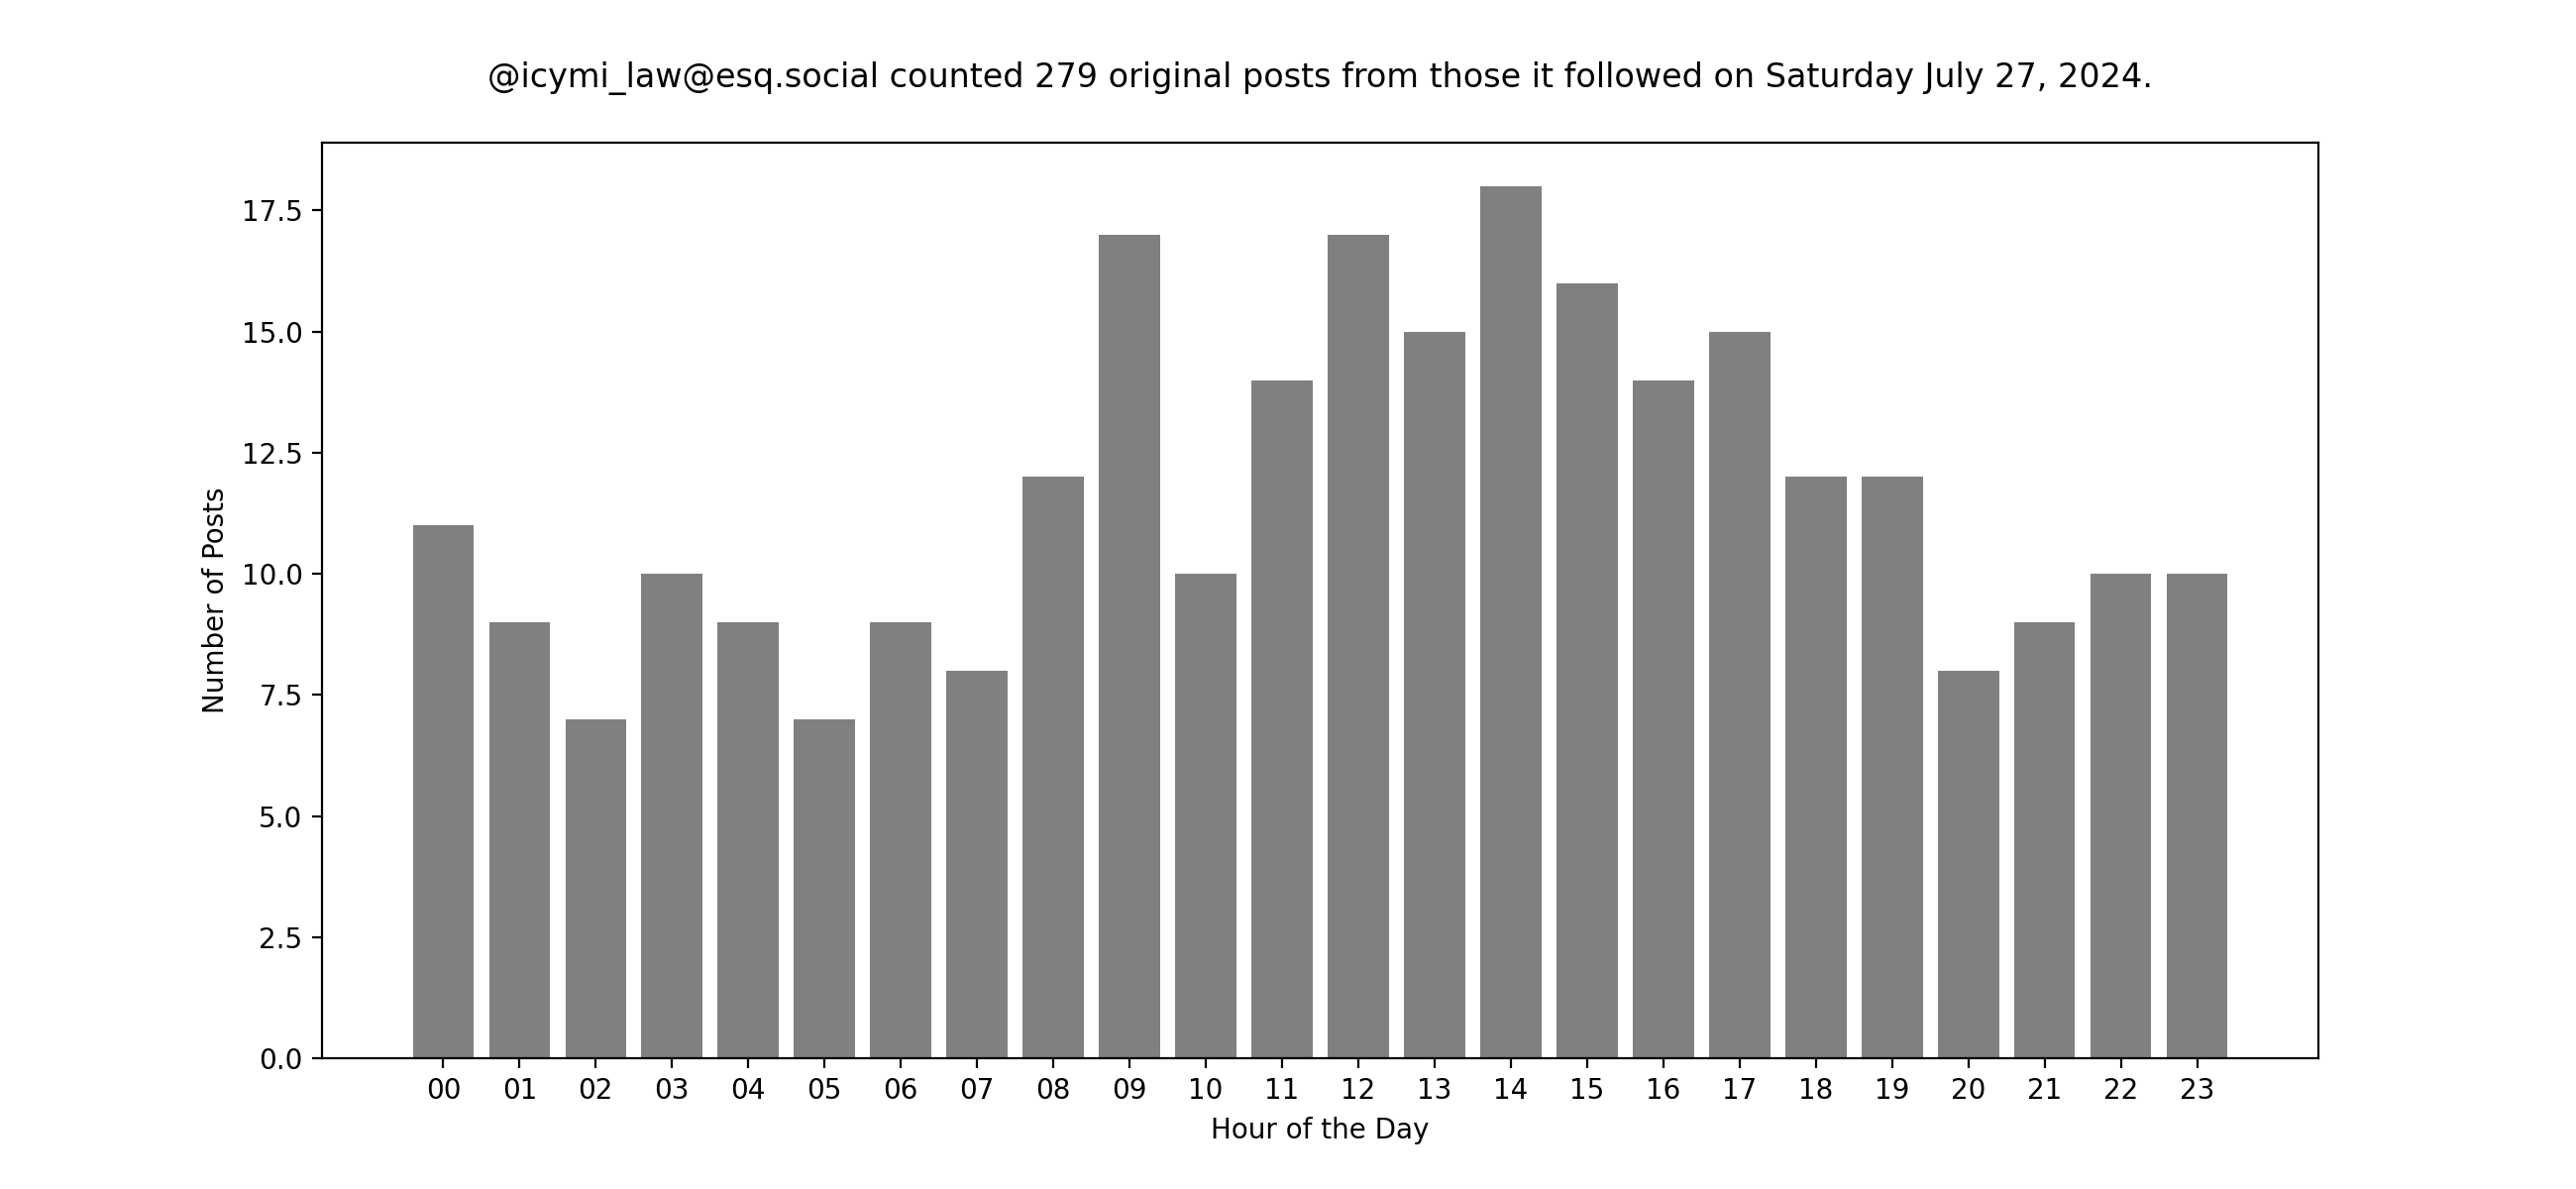 @icymi_law@esq.social counted 279 original posts from those it followed on Saturday July 27, 2024.
17.5
15.0
12.5
10.0
7.5
5.0
2.5
0.0
Number of Posts
00 01 02 03 04 05 06 07 08 09 10 11 12 13 14 15 16 17 18 19 20 21 22 23
Hour of the Day